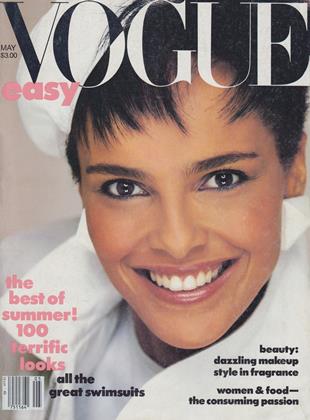 VOGUE
MAY
$3.00
easy
the
best of
summer!
100
terrific
looks
all the
great swimsuits
beauty:
dazzling makeup
style in fragrance
women & food—
the consuming passion